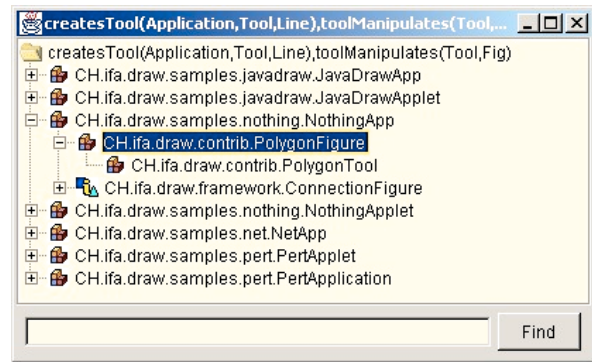 createsTool(Application,Tool,Line),toolManipulates(Tool,...
createsTool(Application,Tool,Line),toolManipulates(Tool,Fig)
CH.ifa.draw.samples.javadraw.JavaDrawApp
CH.ifa.draw.samples.javadraw.JavaDrawApplet
CH.ifa.draw.samples.nothing.NothingApp
CH.ifa.draw.contrib.PolygonFigure
CH.ifa.draw.contrib.PolygonTool
CH.ifa.draw.framework.ConnectionFigure
CH.ifa.draw.samples.nothing.NothingApplet
CH.ifa.draw.samples.net.NetApp
CH.ifa.draw.samples.pert.PertApplet
CH.ifa.draw.samples.pert.PertApplication
Find